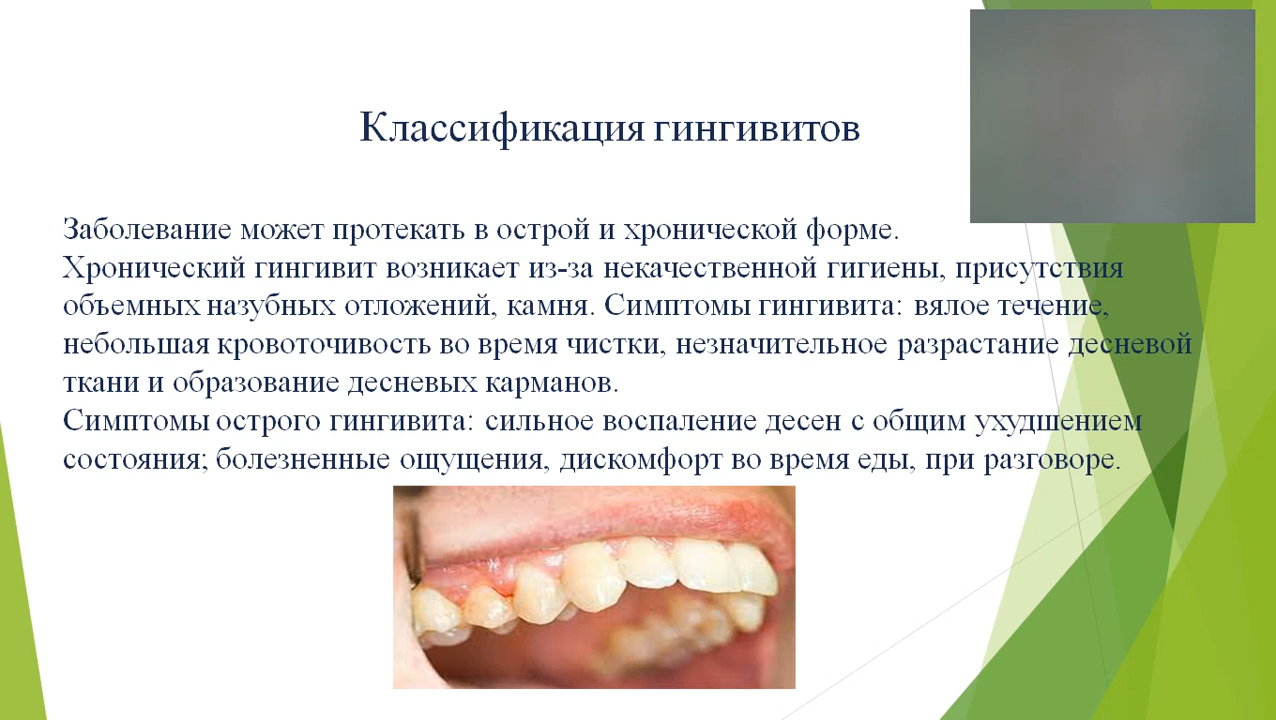 Классификация гингивитов
Заболевание может протекать в острой и хронической форме.
Хронический гингивит возникает из-за некачественной гигиены, присутствия
объемных назубных отложений, камня. Симптомы гингивита: вялое течение,
небольшая кровоточивость во время чистки, незначительное разрастание десневой
ткани и образование десневых карманов.
Симптомы острого гингивита: сильное воспаление десен с общим ухудшением
состояния; болезненные ощущения, дискомфорт во время еды, при разговоре.